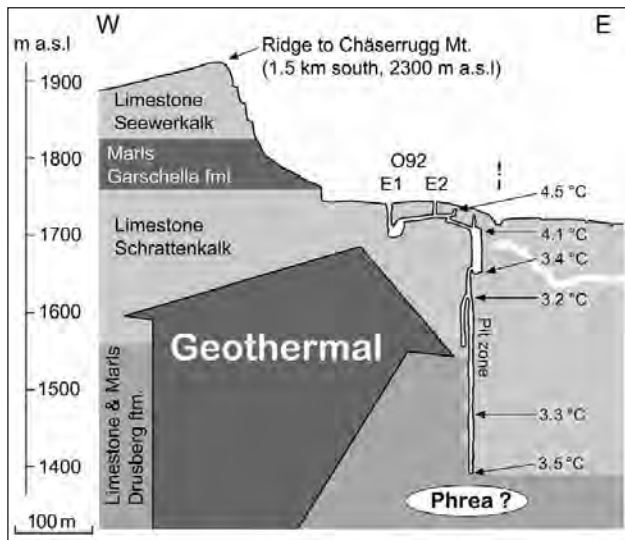 W
E
m a.s.l
Ridge to Chäserrugg Mt.
(1.5 km south, 2300 m a.s.l)
1900
Limestone
Seewerkalk
1800
Marls
Garschella fml.
O92
E1 E2
!
4.5 °C
1700
Limestone
Schrattenkalk
4.1 °C
3.4 °C
1600
3.2 °C
Geothermal
Pit zone
1500
Limestone & Marls
Drusberg ftm.
3.3 °C
1400
3.5 °C
Phrea ?
100 m